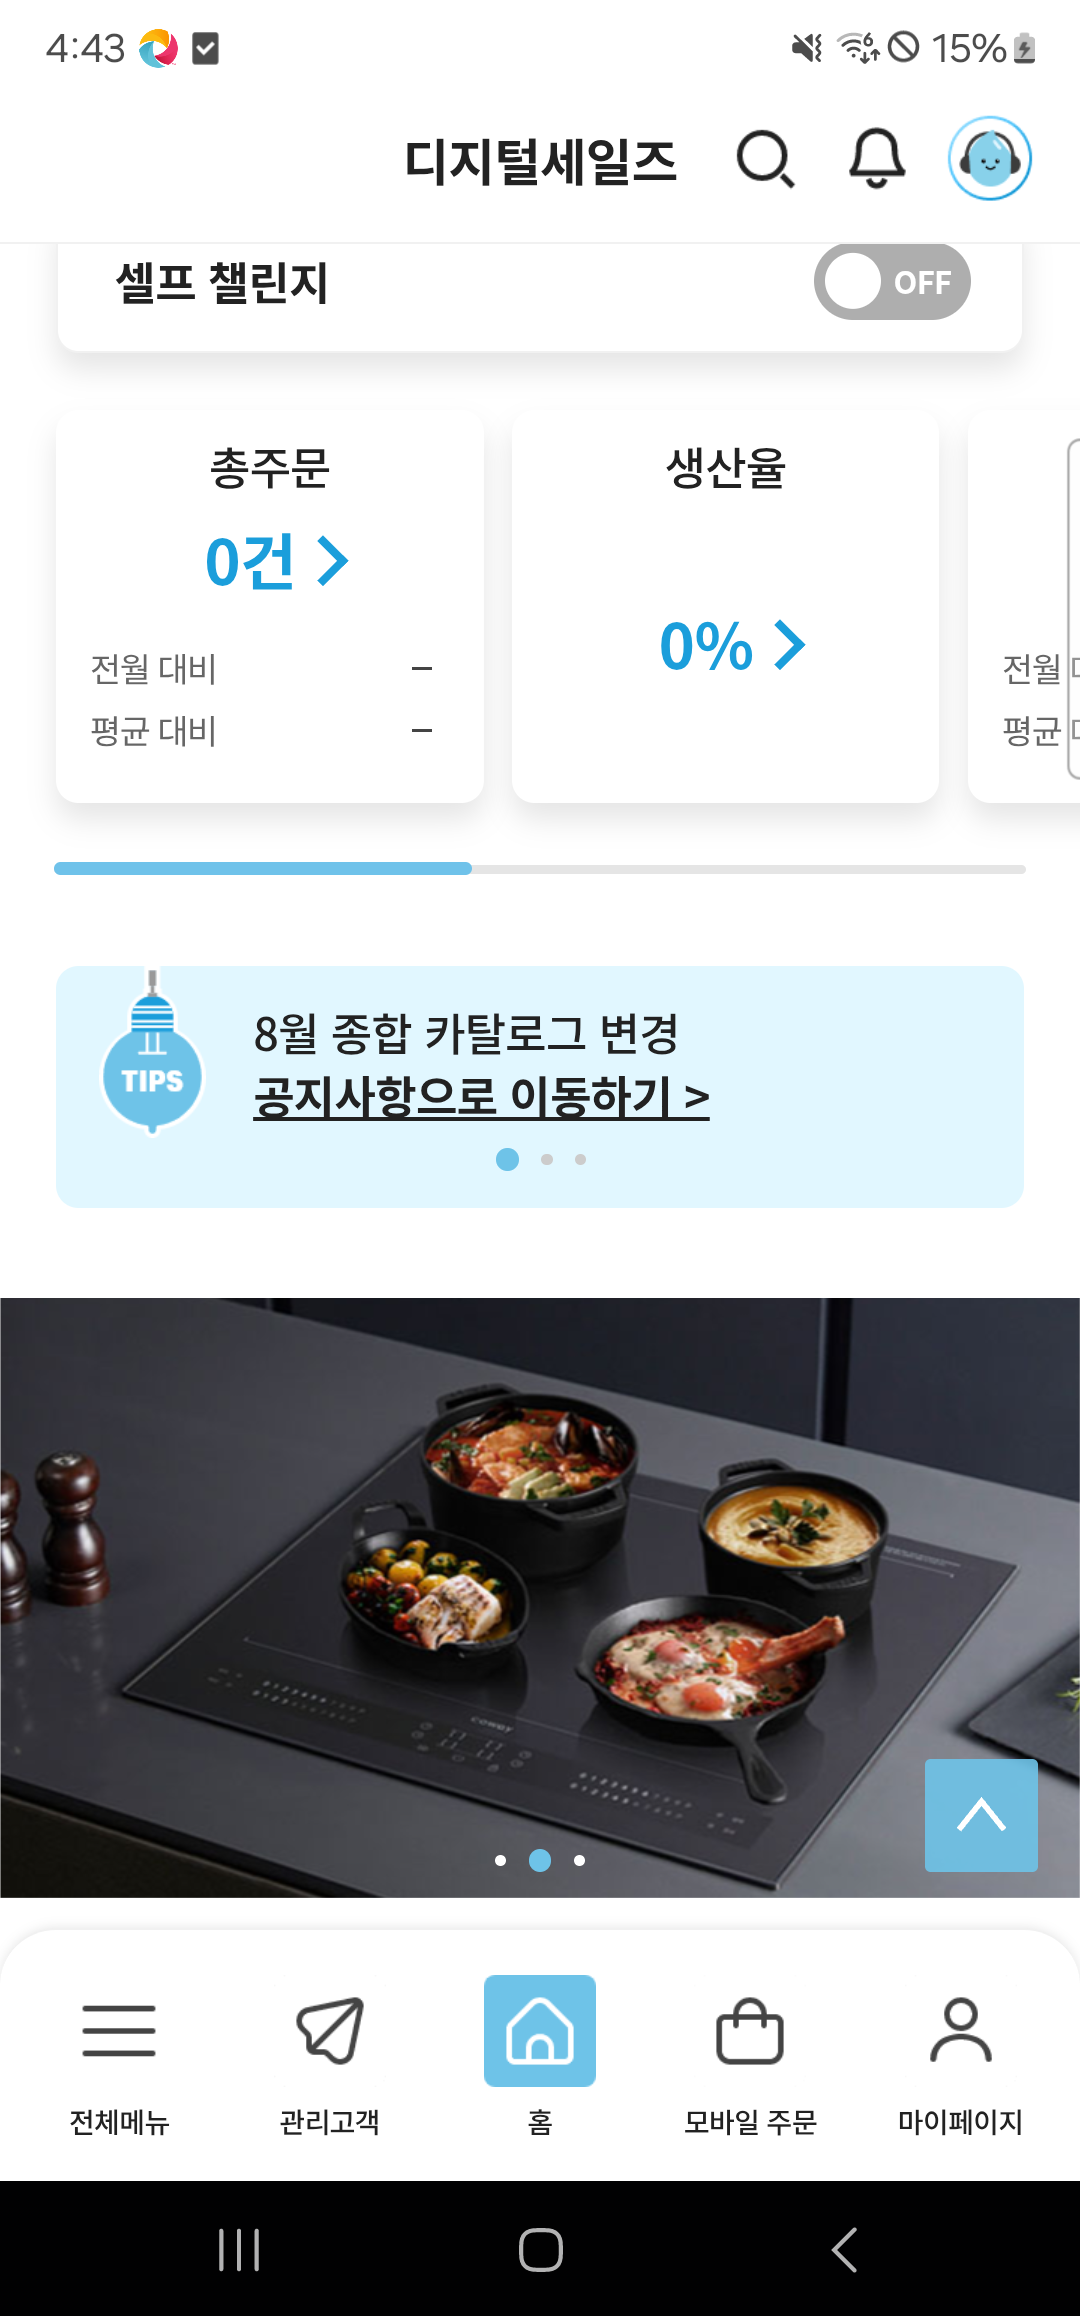 4:43
15%
디지털세일즈
셀프 챌린지
OFF
총주문
생산율
0건
0%
전월 대비 –
평균 대비 –
전월
평균
TIPS
8월 종합 카탈로그 변경
공지사항으로 이동하기 >
coway
전체메뉴
관리고객
홈
모바일 주문
마이페이지